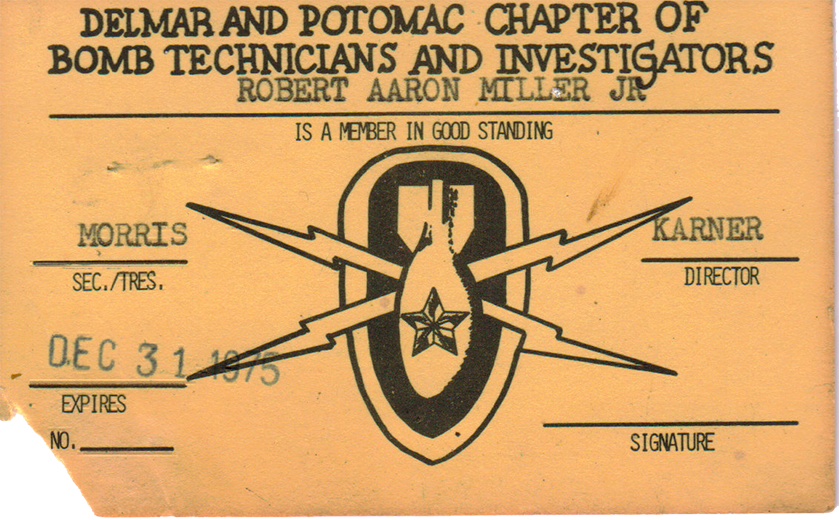 DELMAR AND POTOMAC CHAPTER OF
BOMB TECHNICIANS AND INVESTIGATORS
ROBERT AARON MILLER JR
IS A MEMBER IN GOOD STANDING
MORRIS
SEC./TRES.
KARNER
DIRECTOR
DEC 31 1975
EXPIRES
NO.
SIGNATURE